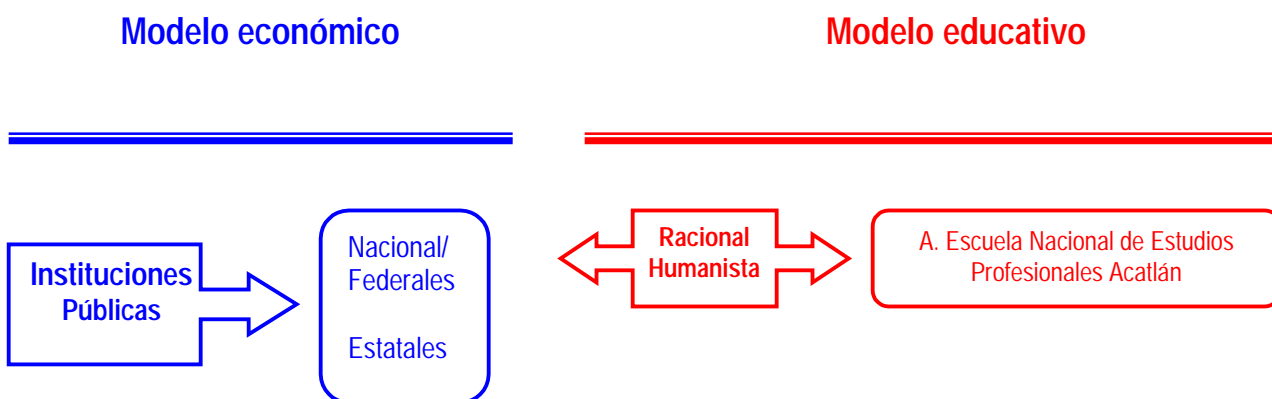 Modelo económico
Modelo educativo
Instituciones
Públicas
Nacional/
Federales
Estatales
Racional
Humanista
A. Escuela Nacional de Estudios
Profesionales Acatlán